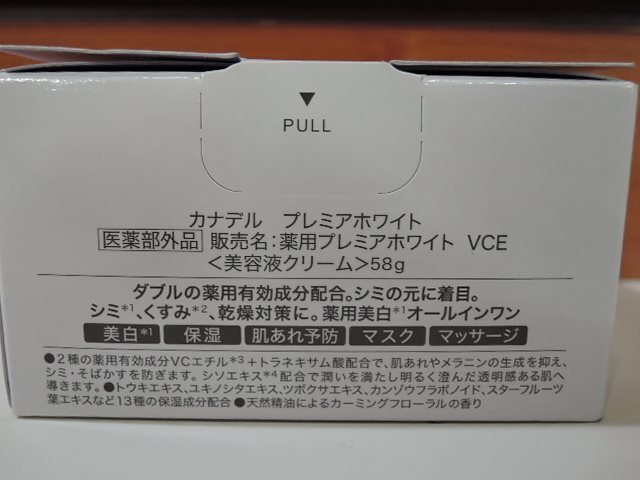 ▼
PULL
カナデル プレミアホワイト
医薬部外品 販売名:薬用プレミアホワイト VCE
<美容液クリーム>58g
ダブルの薬用有効成分配合。シミの元に着目。
シミ*1、くすみ*2、乾燥対策に。薬用美白*1オールインワン
美白*1 保湿 肌あれ予防 マスク マッサージ
●2種の薬用有効成分VCエチル*3+トラネキサム酸配合で、肌あれやメラニンの生成を抑え、
シミ・そばかすを防ぎます。シソエキス*4配合で潤いを満たし明るく澄んだ透明感ある肌へ
導きます。●トウキエキス、ユキノシタエキス、ツボクサエキス、カンゾウフラボノイド、スターフルーツ
葉エキスなど13種の保湿成分配合●天然精油によるカーミングフローラルの香り